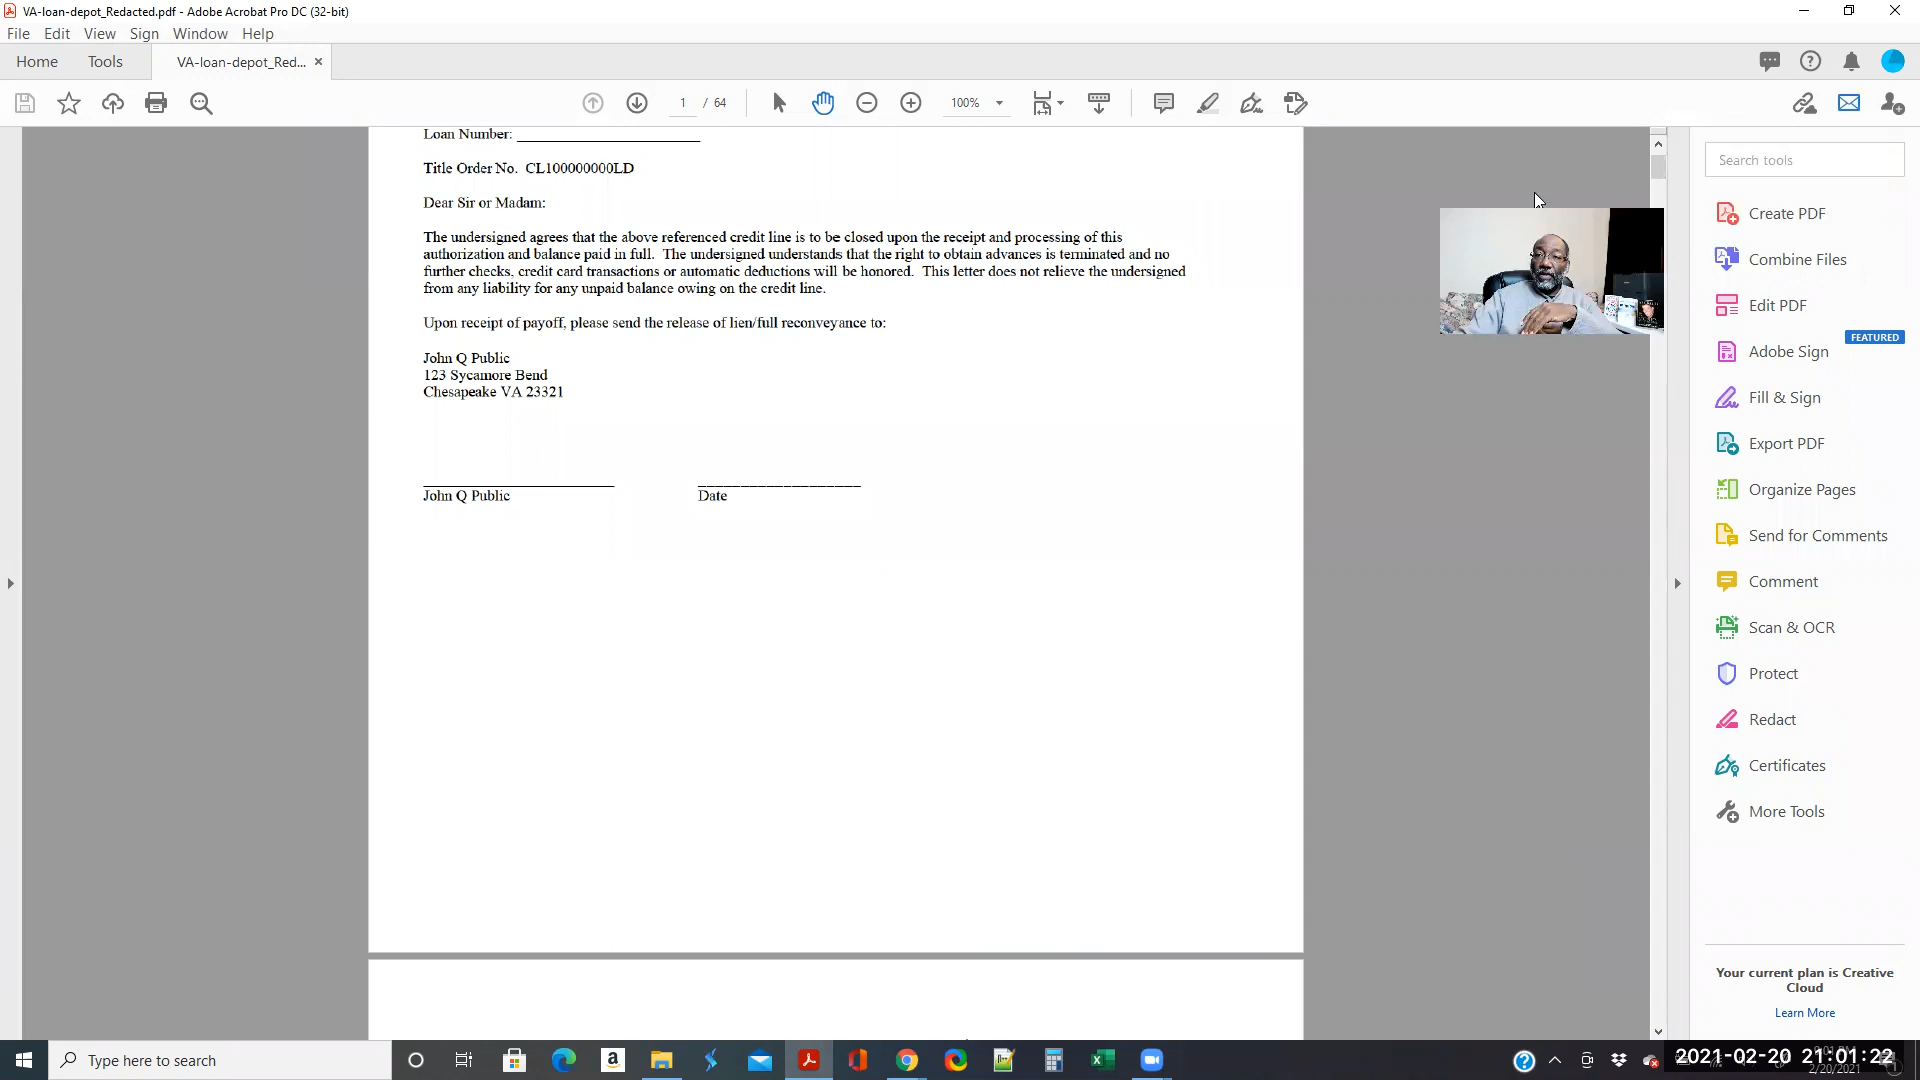 VA-loan-depot_Redacted.pdf - Adobe Acrobat Pro DC (32-bit)
File Edit View Sign Window Help
Home Tools VA-loan-depot_Red... ×
1 / 64 100%
Loan Number: ____________________
Title Order No. CL100000000LD
Dear Sir or Madam:
The undersigned agrees that the above referenced credit line is to be closed upon the receipt and processing of this
authorization and balance paid in full. The undersigned understands that the right to obtain advances is terminated and no
further checks, credit card transactions or automatic deductions will be honored. This letter does not relieve the undersigned
from any liability for any unpaid balance owing on the credit line.
Upon receipt of payoff, please send the release of lien/full reconveyance to:
John Q Public
123 Sycamore Bend
Chesapeake VA 23321
John Q Public Date
Search tools
Create PDF
Combine Files
Edit PDF
FEATURED
Adobe Sign
Fill & Sign
Export PDF
Organize Pages
Send for Comments
Comment
Scan & OCR
Protect
Redact
Certificates
More Tools
Your current plan is Creative
Cloud
Learn More
Type here to search
2021-02-20 21:01:22
2/20/2021